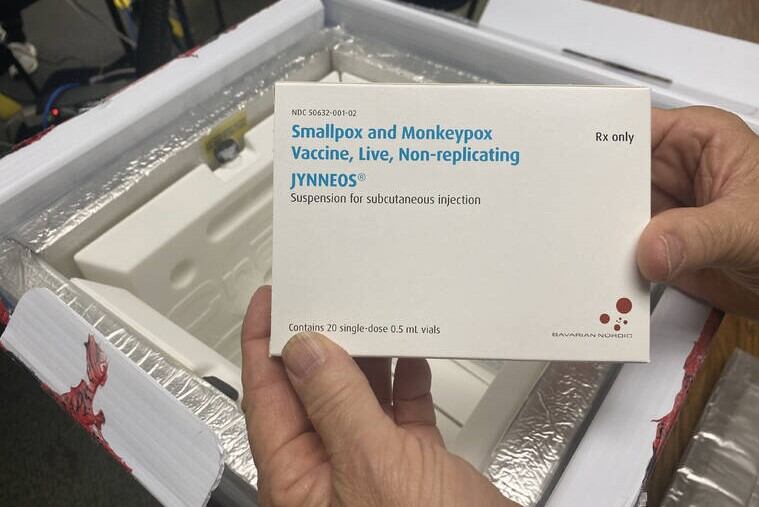 NDC 50632-001-02
Smallpox and Monkeypox
Vaccine, Live, Non-replicating
Rx only
JYNNEOS®
Suspension for subcutaneous injection
Contains 20 single-dose 0.5 mL vials
BAVARIAN NORDIC